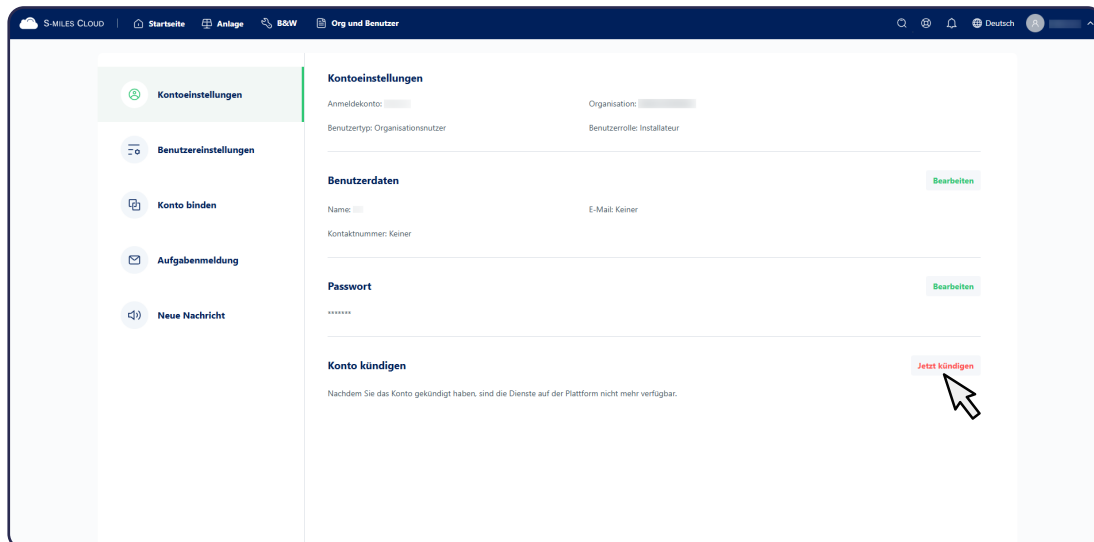 S-MILES CLOUD Startseite Anlage B&W Org und Benutzer Deutsch
Kontoeinstellungen
Benutzereinstellungen
Konto binden
Aufgabenmeldung
Neue Nachricht
Kontoeinstellungen
Anmeldekonto: Organisation:
Benutzertyp: Organisationsnutzer Benutzerrolle: Installateur
Benutzerdaten Bearbeiten
Name: E-Mail: Keiner
Kontaktnummer: Keiner
Passwort Bearbeiten
*******
Konto kündigen Jetzt kündigen
Nachdem Sie das Konto gekündigt haben, sind die Dienste auf der Plattform nicht mehr verfügbar.